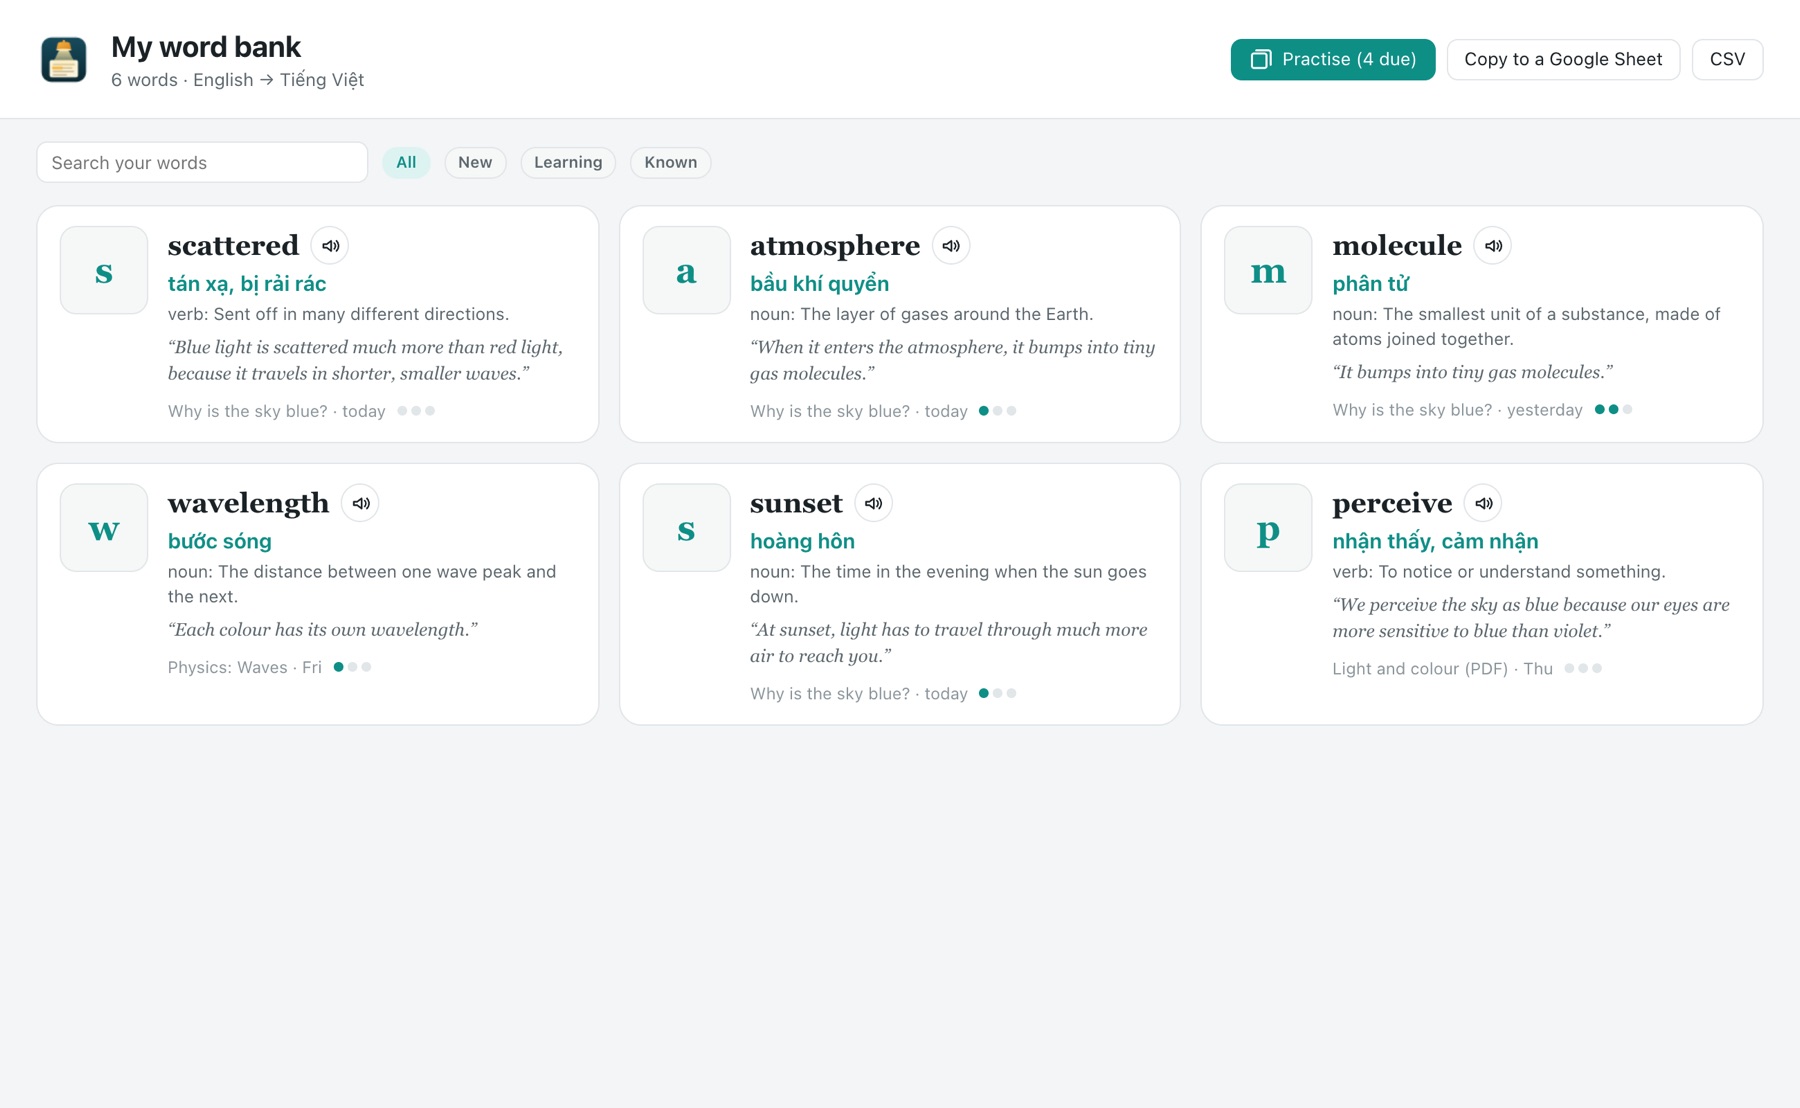 My word bank
6 words · English → Tiếng Việt
Practise (4 due)
Copy to a Google Sheet
CSV
Search your words
All
New
Learning
Known
s
scattered
tán xạ, bị rải rác
verb: Sent off in many different directions.
“Blue light is scattered much more than red light,
because it travels in shorter, smaller waves.”
Why is the sky blue? · today
a
atmosphere
bầu khí quyển
noun: The layer of gases around the Earth.
“When it enters the atmosphere, it bumps into tiny
gas molecules.”
Why is the sky blue? · today
m
molecule
phân tử
noun: The smallest unit of a substance, made of
atoms joined together.
“It bumps into tiny gas molecules.”
Why is the sky blue? · yesterday
w
wavelength
bước sóng
noun: The distance between one wave peak and
the next.
“Each colour has its own wavelength.”
Physics: Waves · Fri
s
sunset
hoàng hôn
noun: The time in the evening when the sun goes
down.
“At sunset, light has to travel through much more
air to reach you.”
Why is the sky blue? · today
p
perceive
nhận thấy, cảm nhận
verb: To notice or understand something.
“We perceive the sky as blue because our eyes are
more sensitive to blue than violet.”
Light and colour (PDF) · Thu